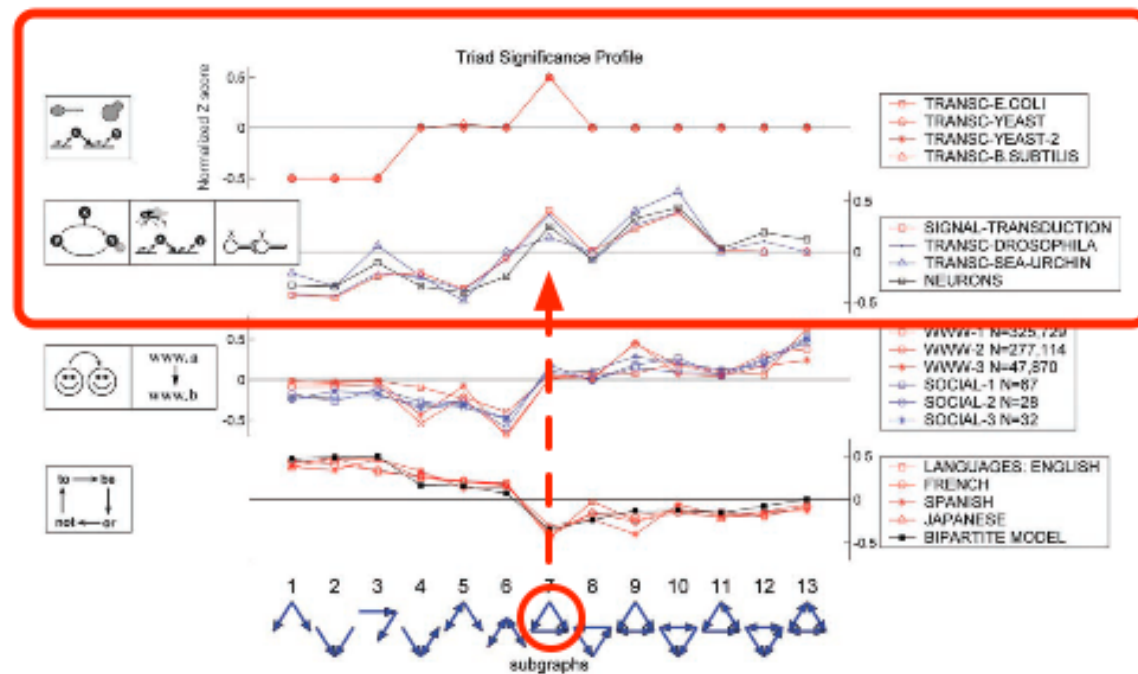 Triad Significance Profile
Normalized Z score
0.5
0
-0.5
TRANSC-E.COLI
TRANSC-YEAST
TRANSC-YEAST-2
TRANSC-B.SUBTILIS
X
Y
0.5
0
-0.5
SIGNAL-TRANSDUCTION
TRANSC-DROSOPHILA
TRANSC-SEA-URCHIN
NEURONS
www.a
www.b
0.5
0
-0.5
WWW-1 N=325,729
WWW-2 N=277,114
WWW-3 N=47,870
SOCIAL-1 N=67
SOCIAL-2 N=28
SOCIAL-3 N=32
to be
not or
0.5
0
-0.5
LANGUAGES: ENGLISH
FRENCH
SPANISH
JAPANESE
BIPARTITE MODEL
1 2 3 4 5 6 7 8 9 10 11 12 13
subgraphs